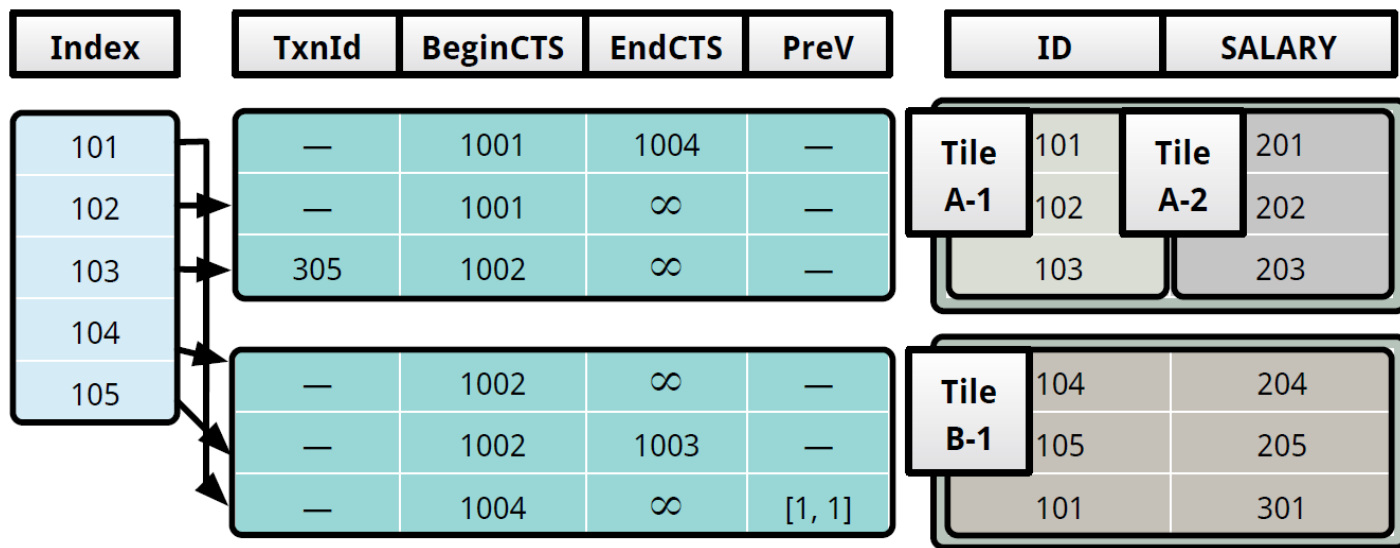 Index TxnId BeginCTS EndCTS PreV ID SALARY
101 — 1001 1004 — Tile A-1 101 Tile A-2 201
102 — 1001 ∞ — 102 202
103 305 1002 ∞ — 103 203
104 — 1002 ∞ — Tile B-1 104 204
105 — 1002 1003 — 105 205
— 1004 ∞ [1, 1] 101 301